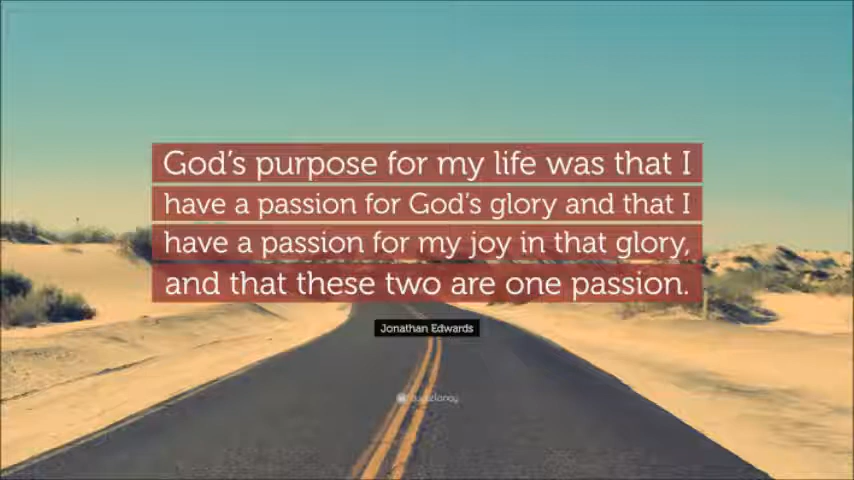 God's purpose for my life was that I
have a passion for God's glory and that I
have a passion for my joy in that glory,
and that these two are one passion.
Jonathan Edwards